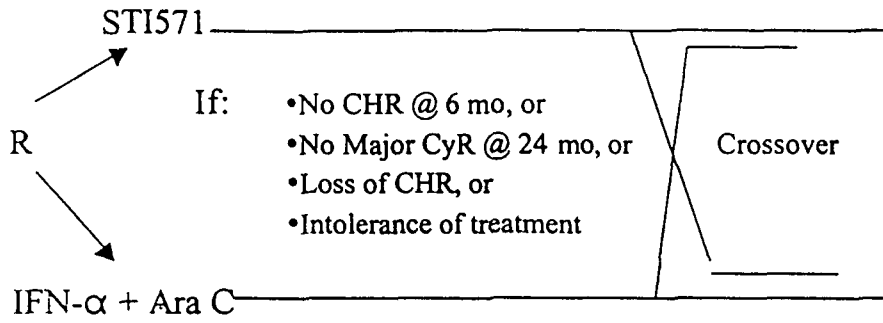 STI571
If:
•No CHR @ 6 mo, or
R
•No Major CyR @ 24 mo, or
Crossover
•Loss of CHR, or
•Intolerance of treatment
IFN-α + Ara C